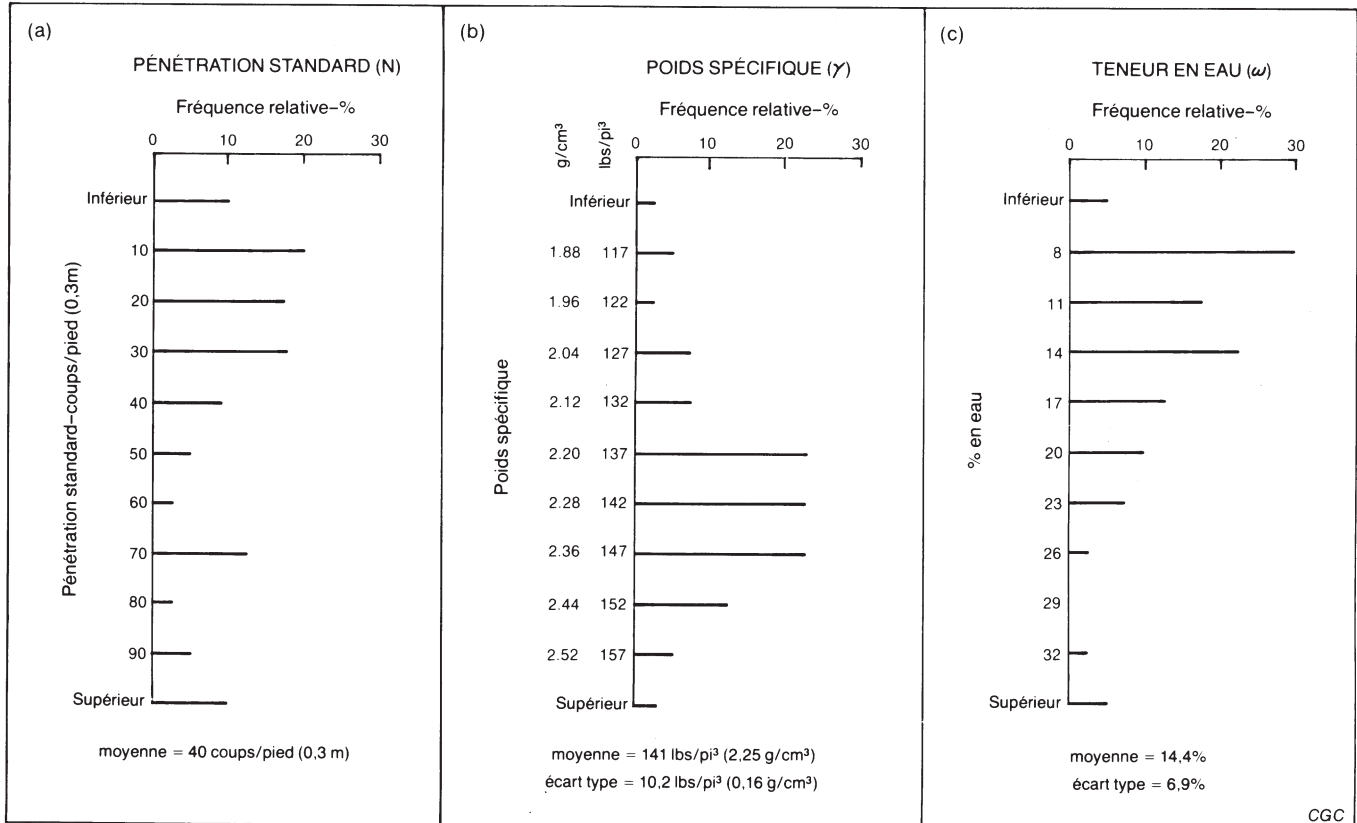 (a)
PÉNÉTRATION STANDARD (N)
Fréquence relative–%
0 10 20 30
Pénétration standard–coups/pied (0,3m)
Inférieur
10
20
30
40
50
60
70
80
90
Supérieur
moyenne = 40 coups/pied (0,3 m)
(b)
POIDS SPÉCIFIQUE (γ)
Fréquence relative–%
g/cm³ lbs/pi³
0 10 20 30
Poids spécifique
Inférieur
1.88 117
1.96 122
2.04 127
2.12 132
2.20 137
2.28 142
2.36 147
2.44 152
2.52 157
Supérieur
moyenne = 141 lbs/pi³ (2,25 g/cm³)
écart type = 10,2 lbs/pi³ (0,16 g/cm³)
(c)
TENEUR EN EAU (ω)
Fréquence relative–%
0 10 20 30
% en eau
Inférieur
8
11
14
17
20
23
26
29
32
Supérieur
moyenne = 14,4%
écart type = 6,9%
CGC